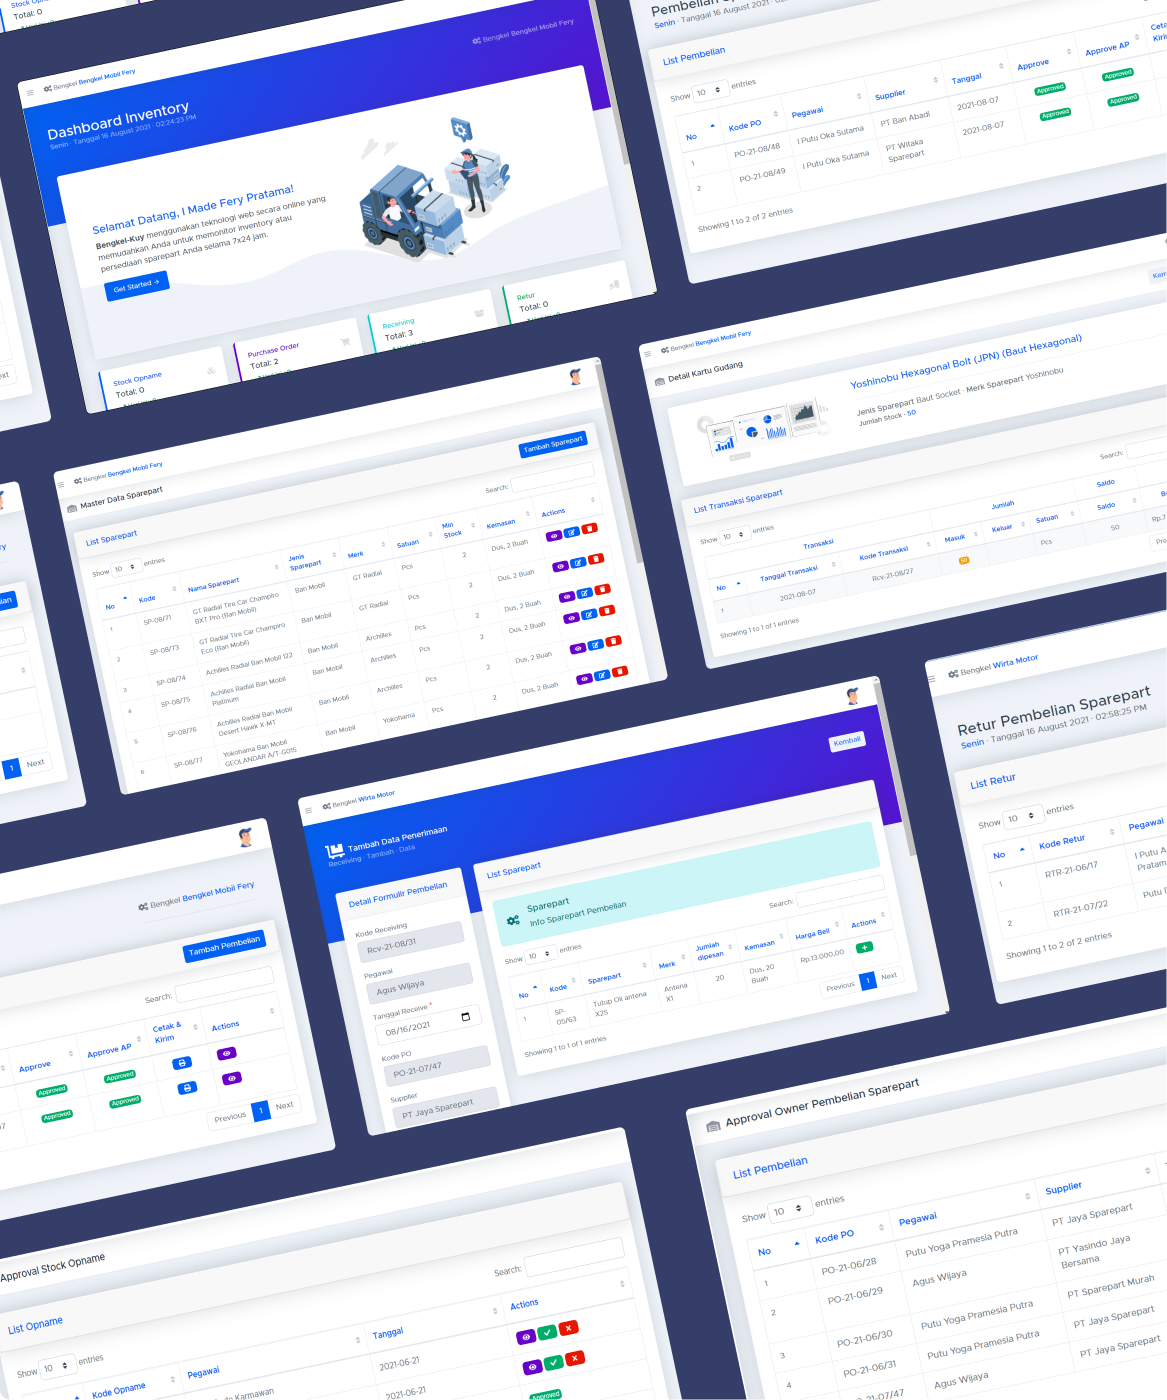 Stock Opname
Total: 0
Bengkel Bengkel Mobil Fery
Bengkel Bengkel Mobil Fery
Dashboard Inventory
Senin · Tanggal 16 August 2021 · 02:24:23 PM
Selamat Datang, I Made Fery Pratama!
Bengkel-Kuy menggunakan teknologi web secara online yang
memudahkan Anda untuk memonitor inventory atau
persediaan sparepart Anda selama 7x24 jam.
Get Started →
Stock Opname
Total: 0
Purchase Order
Total: 2
Receiving
Total: 3
Retur
Total: 0
Senin · Tanggal 16 August 2021 ·
List Pembelian
Show 10 entries
No Kode PO Pegawai Supplier Tanggal Approve Approve AP
1 PO-21-08/48 I Putu Oka Sutama PT Ban Abadi 2021-08-07 Approved Approved
2 PO-21-08/49 I Putu Oka Sutama PT Witaka Sparepart 2021-08-07 Approved Approved
Showing 1 to 2 of 2 entries
Bengkel Bengkel Mobil Fery
Detail Kartu Gudang
Yoshinobu Hexagonal Bolt (JPN) (Baut Hexagonal)
Jenis Sparepart Baut Socket · Merk Sparepart Yoshinobu
Jumlah Stock · 50
List Transaksi Sparepart
Search:
Show 10 entries
Transaksi Jumlah Saldo
No Tanggal Transaksi Kode Transaksi Masuk Keluar Satuan Saldo
1 2021-08-07 Rcv-21-08/27 50 Pcs 50
Showing 1 to 1 of 1 entries
Bengkel Bengkel Mobil Fery
Master Data Sparepart
Tambah Sparepart
List Sparepart
Search:
Show 10 entries
No Kode Nama Sparepart Jenis Sparepart Merk Satuan Min Stock Kemasan Actions
1 SP-08/71 GT Radial Tire Car Champiro BXT Pro (Ban Mobil) Ban Mobil GT Radial Pcs 2 Dus, 2 Buah
2 SP-08/73 GT Radial Tire Car Champiro Eco (Ban Mobil) Ban Mobil GT Radial Pcs 2 Dus, 2 Buah
3 SP-08/74 Achilles Radial Ban Mobil 122 Ban Mobil Archilles Pcs 2 Dus, 2 Buah
4 SP-08/75 Achilles Radial Ban Mobil Platinum Ban Mobil Archilles Pcs 2 Dus, 2 Buah
5 SP-08/76 Achilles Radial Ban Mobil Desert Hawk X-MT Ban Mobil Archilles Pcs 2 Dus, 2 Buah
6 SP-08/77 Yokohama Ban Mobil GEOLANDAR A/T-G015 Ban Mobil Yokohama Pcs 2 Dus, 2 Buah
1 Next
Bengkel Wirta Motor
Kembali
Tambah Data Penerimaan
Receiving · Tambah · Data
Detail Formulir Pembelian
Kode Receiving
Rcv-21-08/31
Pegawai
Agus Wijaya
Tanggal Receive *
08/16/2021
Kode PO
PO-21-07/47
Supplier
PT Jaya Sparepart
List Sparepart
Sparepart
Info Sparepart Pembelian
Search:
Show 10 entries
No Kode Sparepart Merk Jumlah dipesan Kemasan Harga Beli Actions
1 SP-05/63 Tutup Oli antena X25 Antena X1 20 Dus, 20 Buah Rp.13.000,00
Previous 1 Next
Showing 1 to 1 of 1 entries
Bengkel Wirta Motor
Retur Pembelian Sparepart
Senin · Tanggal 16 August 2021 · 02:58:25 PM
List Retur
Show 10 entries
No Kode Retur Pegawai
1 RTR-21-06/17 I Putu
2 RTR-21-07/22 Putu
Showing 1 to 2 of 2 entries
Bengkel Bengkel Mobil Fery
Tambah Pembelian
Search:
Approve Approve AP Cetak & Kirim Actions
Approved Approved
Approved Approved
Previous 1 Next
Approval Stock Opname
List Opname
Search:
Show 10 entries
Kode Opname Pegawai Tanggal Actions
2021-06-21
Karmawan 2021-06-21
Approved
Approval Owner Pembelian Sparepart
List Pembelian
Show 10 entries
No Kode PO Pegawai Supplier
1 PO-21-06/28 Putu Yoga Pramesia Putra PT Jaya Sparepart
2 PO-21-06/29 Agus Wijaya PT Yasindo Jaya Bersama
3 PO-21-06/30 Putu Yoga Pramesia Putra PT Sparepart Murah
4 PO-21-06/31 Putu Yoga Pramesia Putra PT Jaya Sparepart
Agus Wijaya PT Jaya Sparepart